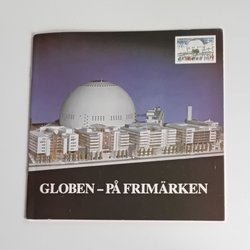 GLOBEN – PÅ FRIMÄRKEN